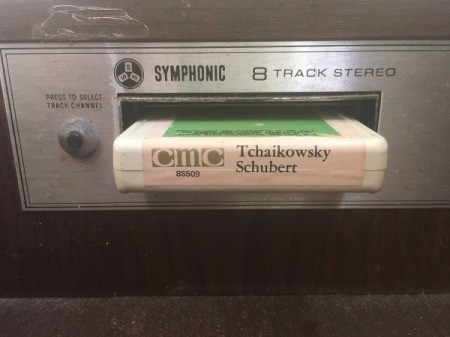 SYMPHONIC 8 TRACK STEREO
PRESS TO SELECT
TRACK CHANNEL
cmc Tchaikowsky
8S509 Schubert